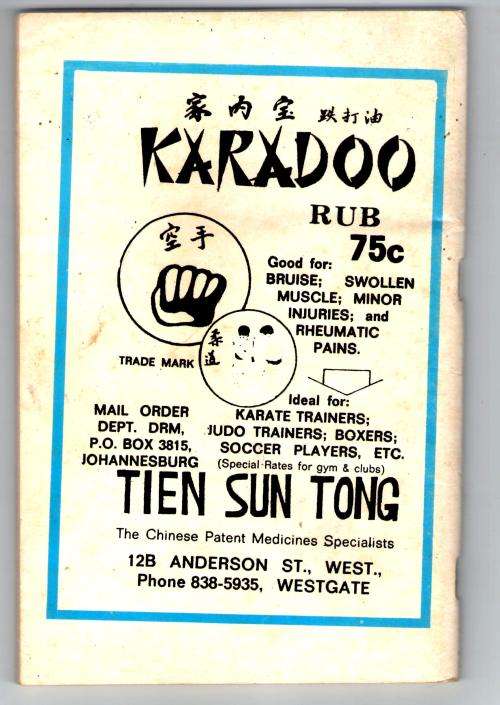 家内宝 跌打油
KARADOO
RUB
75c
空手
Good for:
BRUISE; SWOLLEN
MUSCLE; MINOR
INJURIES; and
RHEUMATIC
PAINS.
柔道
TRADE MARK
Ideal for:
KARATE TRAINERS;
JUDO TRAINERS; BOXERS;
SOCCER PLAYERS, ETC.
(Special Rates for gym & clubs)
MAIL ORDER
DEPT. DRM,
P.O. BOX 3815,
JOHANNESBURG
TIEN SUN TONG
The Chinese Patent Medicines Specialists
12B ANDERSON ST., WEST.,
Phone 838-5935, WESTGATE